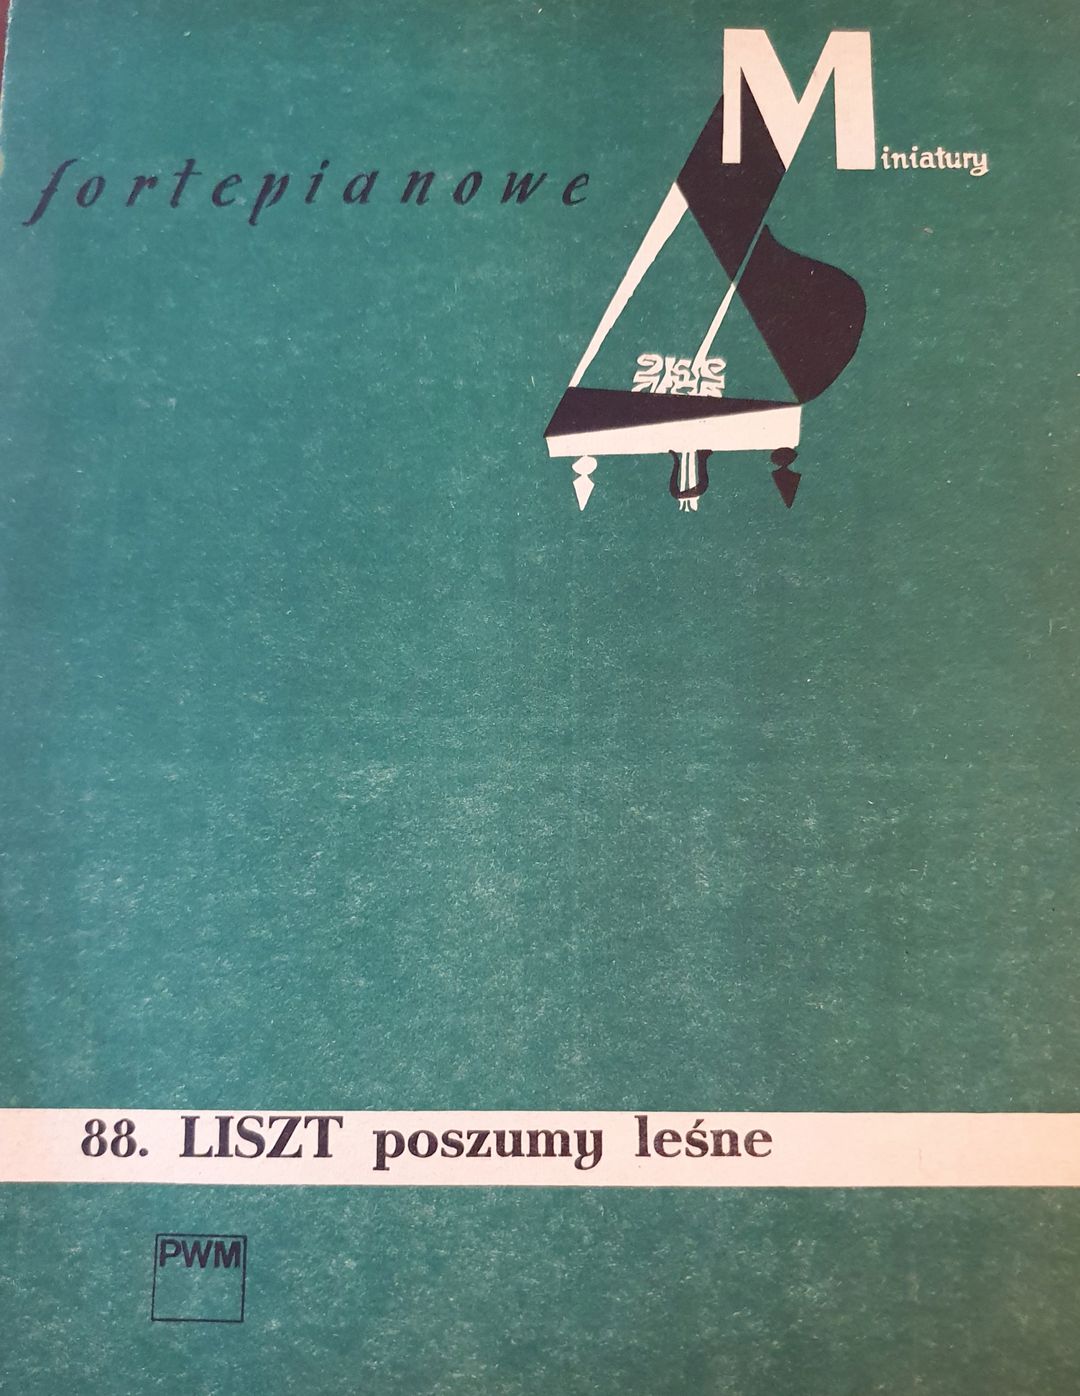 Miniatury
fortepianowe
88. LISZT poszumy leśne
PWM